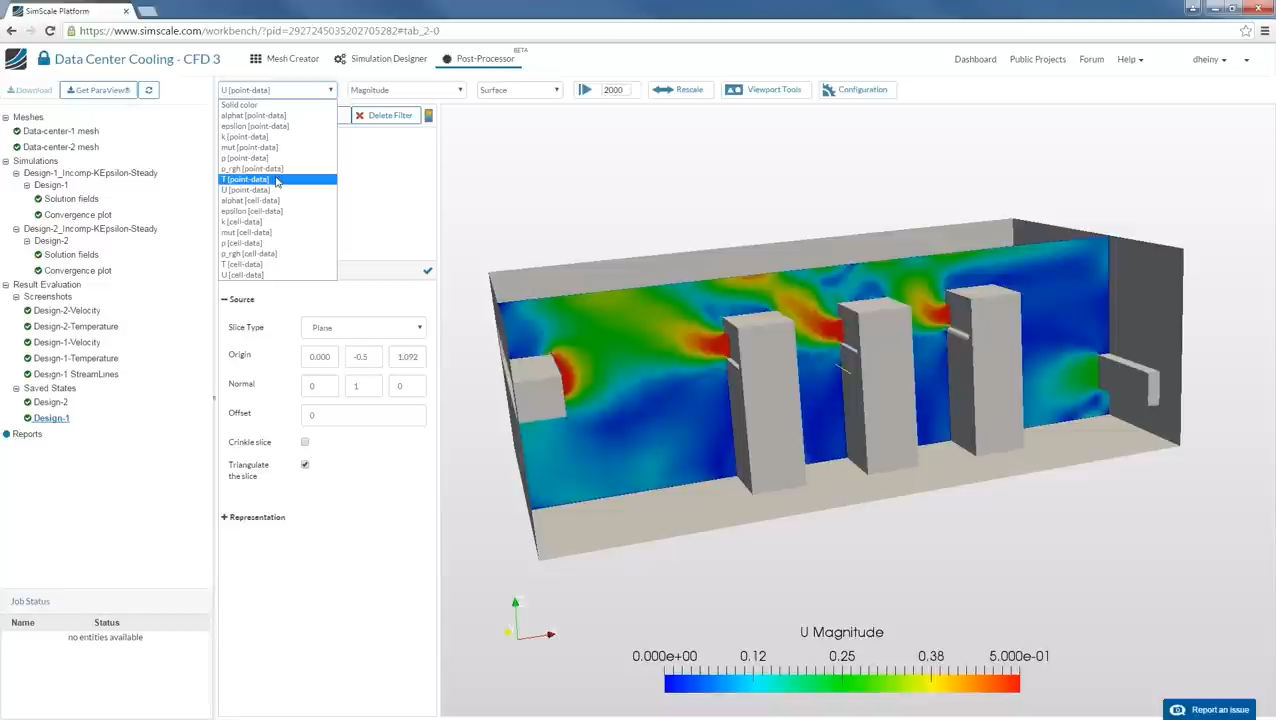 SimScale Platform
https://www.simscale.com/workbench/?pid=2927245035202705282#tab_2-0
Data Center Cooling - CFD 3
Mesh Creator
Simulation Designer
Post-Processor
BETA
Dashboard
Public Projects
Forum
Help
dheiny
Download
Get ParaView®
U [point-data]
Magnitude
Surface
2000
Rescale
Viewport Tools
Configuration
Meshes
Data-center-1 mesh
Data-center-2 mesh
Simulations
Design-1_Incomp-KEpsilon-Steady
Design-1
Solution fields
Convergence plot
Design-2_Incomp-KEpsilon-Steady
Design-2
Solution fields
Convergence plot
Result Evaluation
Screenshots
Design-2-Velocity
Design-2-Temperature
Design-1-Velocity
Design-1-Temperature
Design-1 StreamLines
Saved States
Design-2
Design-1
Reports
Job Status
Name Status
no entities available
Solid color
alphat [point-data]
epsilon [point-data]
k [point-data]
mut [point-data]
p [point-data]
p_rgh [point-data]
T [point-data]
U [point-data]
alphat [cell-data]
epsilon [cell-data]
k [cell-data]
mut [cell-data]
p [cell-data]
p_rgh [cell-data]
T [cell-data]
U [cell-data]
Delete Filter
Source
Slice Type Plane
Origin 0.000 -0.5 1.092
Normal 0 1 0
Offset 0
Crinkle slice
Triangulate
the slice
Representation
U Magnitude
0.000e+00 0.12 0.25 0.38 5.000e-01
Report an issue